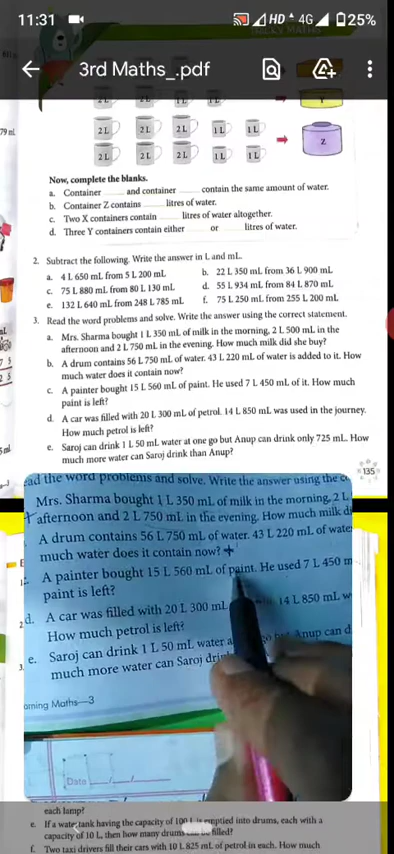 11:31 HD 4G 25%
3rd Maths_.pdf
79 mL
2 L 2 L 2 L 1 L 1 L Z
2 L 2 L 2 L 1 L 1 L
Now, complete the blanks.
a. Container and container contain the same amount of water.
b. Container Z contains litres of water.
c. Two X containers contain litres of water altogether.
d. Three Y containers contain either or litres of water.
2. Subtract the following. Write the answer in L and mL.
a. 4 L 650 mL from 5 L 200 mL b. 22 L 350 mL from 36 L 900 mL
c. 75 L 880 mL from 80 L 130 mL d. 55 L 934 mL from 84 L 870 mL
e. 132 L 640 mL from 248 L 785 mL f. 75 L 250 mL from 255 L 200 mL
3. Read the word problems and solve. Write the answer using the correct statement.
a. Mrs. Sharma bought 1 L 350 mL of milk in the morning, 2 L 500 mL in the
afternoon and 2 L 750 mL in the evening. How much milk did she buy?
b. A drum contains 56 L 750 mL of water. 43 L 220 mL of water is added to it. How
much water does it contain now?
c. A painter bought 15 L 560 mL of paint. He used 7 L 450 mL of it. How much
paint is left?
d. A car was filled with 20 L 300 mL of petrol. 14 L 850 mL was used in the journey.
How much petrol is left?
e. Saroj can drink 1 L 50 mL water at one go but Anup can drink only 725 mL. How
much more water can Saroj drink than Anup?
135
ad the word problems and solve. Write the answer using the c
Mrs. Sharma bought 1 L 350 mL of milk in the morning, 2 L
afternoon and 2 L 750 mL in the evening. How much milk di
A drum contains 56 L 750 mL of water. 43 L 220 mL of wate
much water does it contain now? +
A painter bought 15 L 560 mL of paint. He used 7 L 450 m
paint is left?
d. A car was filled with 20 L 300 mL 14 L 850 mL w
How much petrol is left?
e. Saroj can drink 1 L 50 mL water a Anup can d
much more water can Saroj drin
arning Maths—3
Date / /
each lamp?
e. If a water tank having the capacity of 100 L is emptied into drums, each with a
capacity of 10 L, then how many drums can be filled?
f. Two taxi drivers fill their cars with 10 L 825 mL of petrol in each. How much